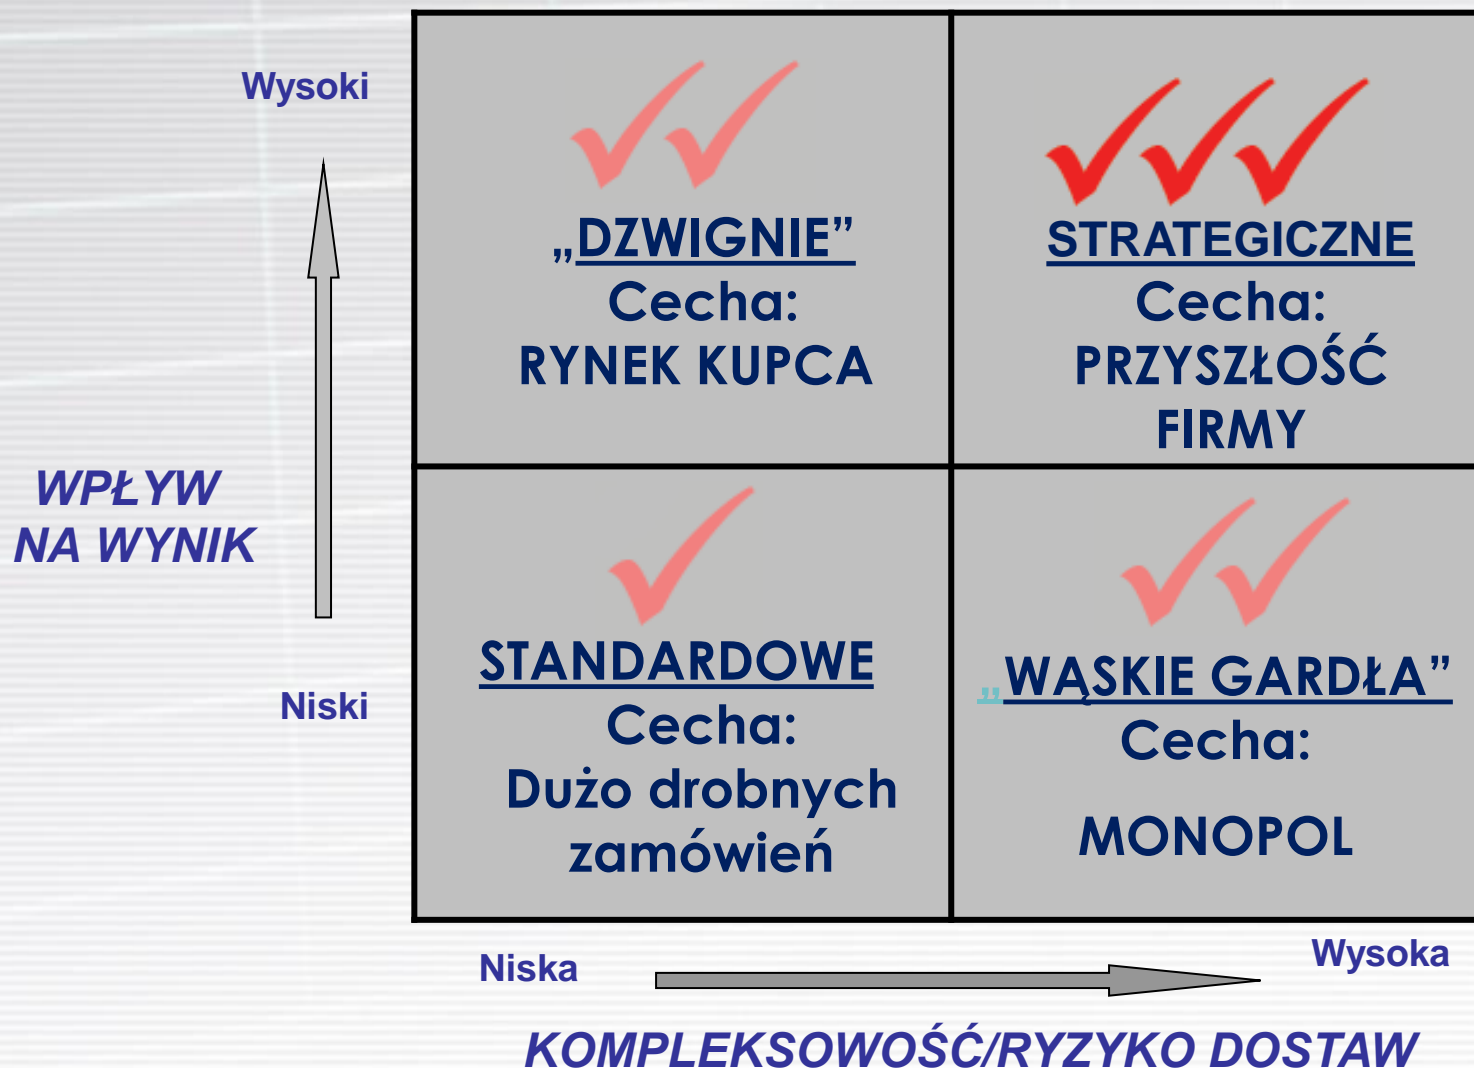 Wysoki
„DZWIGNIE”
Cecha:
RYNEK KUPCA
STRATEGICZNE
Cecha:
PRZYSZŁOŚĆ
FIRMY
WPŁYW
NA WYNIK
Niski
STANDARDOWE
Cecha:
Dużo drobnych
zamówień
„WĄSKIE GARDŁA”
Cecha:
MONOPOL
Niska
Wysoka
KOMPLEKSOWOŚĆ/RYZYKO DOSTAW